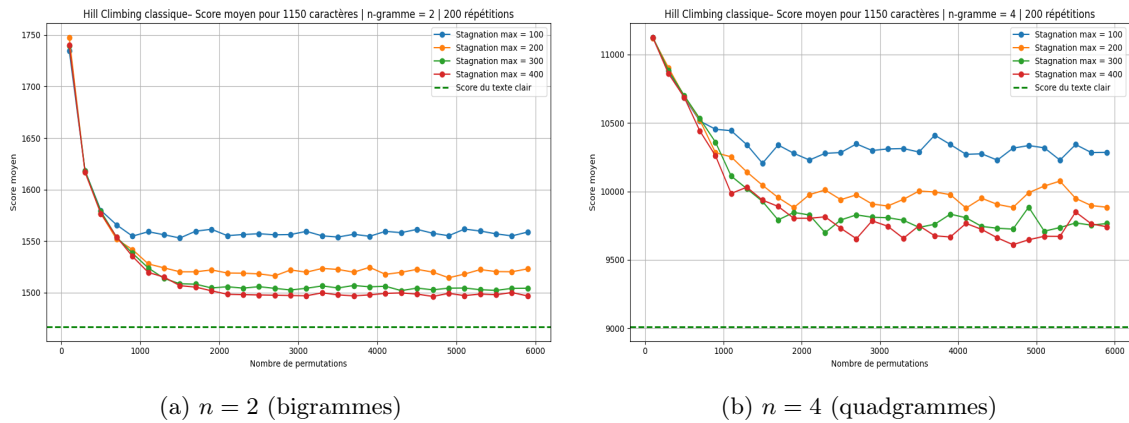 Hill Climbing classique– Score moyen pour 1150 caractères | n-gramme = 2 | 200 répétitions
1750
1700
1650
1600
1550
1500
Score moyen
0
1000
2000
3000
4000
5000
6000
Nombre de permutations
Stagnation max = 100
Stagnation max = 200
Stagnation max = 300
Stagnation max = 400
Score du texte clair
(a) n = 2 (bigrammes)
Hill Climbing classique– Score moyen pour 1150 caractères | n-gramme = 4 | 200 répétitions
11000
10500
10000
9500
9000
Score moyen
0
1000
2000
3000
4000
5000
6000
Nombre de permutations
Stagnation max = 100
Stagnation max = 200
Stagnation max = 300
Stagnation max = 400
Score du texte clair
(b) n = 4 (quadgrammes)